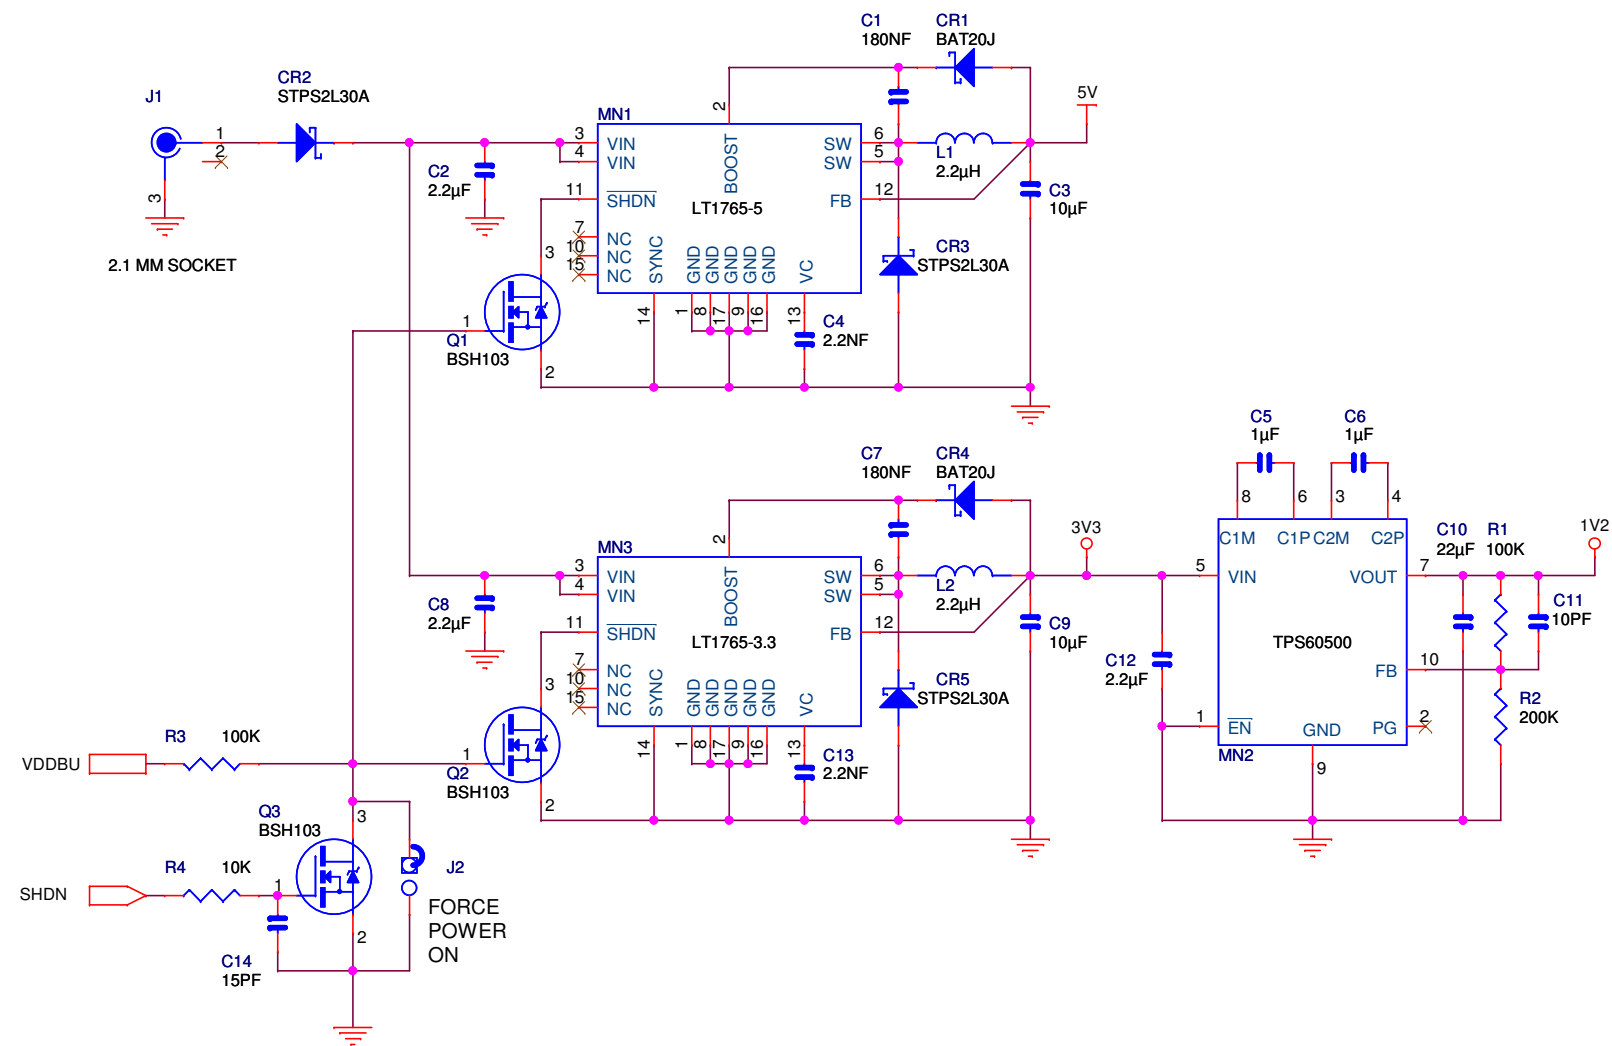 C1
180NF
CR1
BAT20J
CR2
STPS2L30A
J1
5V
MN1
2
1
2
3
2.1 MM SOCKET
C2
2.2µF
3
4
11
7
10
15
VIN
VIN
SHDN
NC
NC
NC
BOOST
LT1765-5
SYNC
GND
GND
GND
GND
GND
VC
SW
SW
FB
6
5
12
L1
2.2µH
C3
10µF
CR3
STPS2L30A
14
1
8
17
9
16
13
C4
2.2NF
3
1
2
Q1
BSH103
C7
180NF
CR4
BAT20J
3V3
MN3
2
C8
2.2µF
3
4
11
7
10
15
VIN
VIN
SHDN
NC
NC
NC
BOOST
LT1765-3.3
SYNC
GND
GND
GND
GND
GND
VC
SW
SW
FB
6
5
12
L2
2.2µH
C9
10µF
CR5
STPS2L30A
14
1
8
17
9
16
13
C13
2.2NF
3
1
2
Q2
BSH103
C5
1µF
C6
1µF
8
6
3
4
C1M
C1P
C2M
C2P
5
VIN
VOUT
7
TPS60500
FB
10
1
EN
GND
PG
2
MN2
9
C12
2.2µF
C10
22µF
R1
100K
1V2
C11
10PF
R2
200K
VDDBU
R3
100K
Q3
BSH103
3
1
2
SHDN
R4
10K
C14
15PF
J2
FORCE
POWER
ON